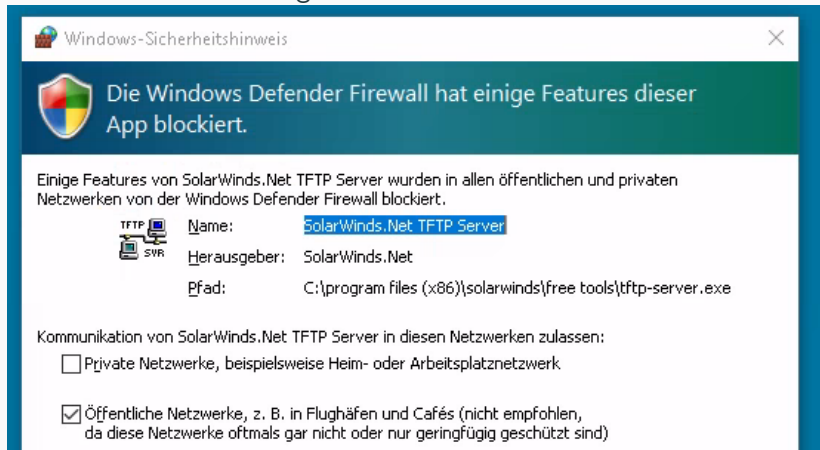 Windows-Sicherheitshinweis
Die Windows Defender Firewall hat einige Features dieser
App blockiert.
Einige Features von SolarWinds.Net TFTP Server wurden in allen öffentlichen und privaten
Netzwerken von der Windows Defender Firewall blockiert.
TFTP
SVR
Name: SolarWinds.Net TFTP Server
Herausgeber: SolarWinds.Net
Pfad: C:\program files (x86)\solarwinds\free tools\tftp-server.exe
Kommunikation von SolarWinds.Net TFTP Server in diesen Netzwerken zulassen:
Private Netzwerke, beispielsweise Heim- oder Arbeitsplatznetzwerk
Öffentliche Netzwerke, z. B. in Flughäfen und Cafés (nicht empfohlen,
da diese Netzwerke oftmals gar nicht oder nur geringfügig geschützt sind)